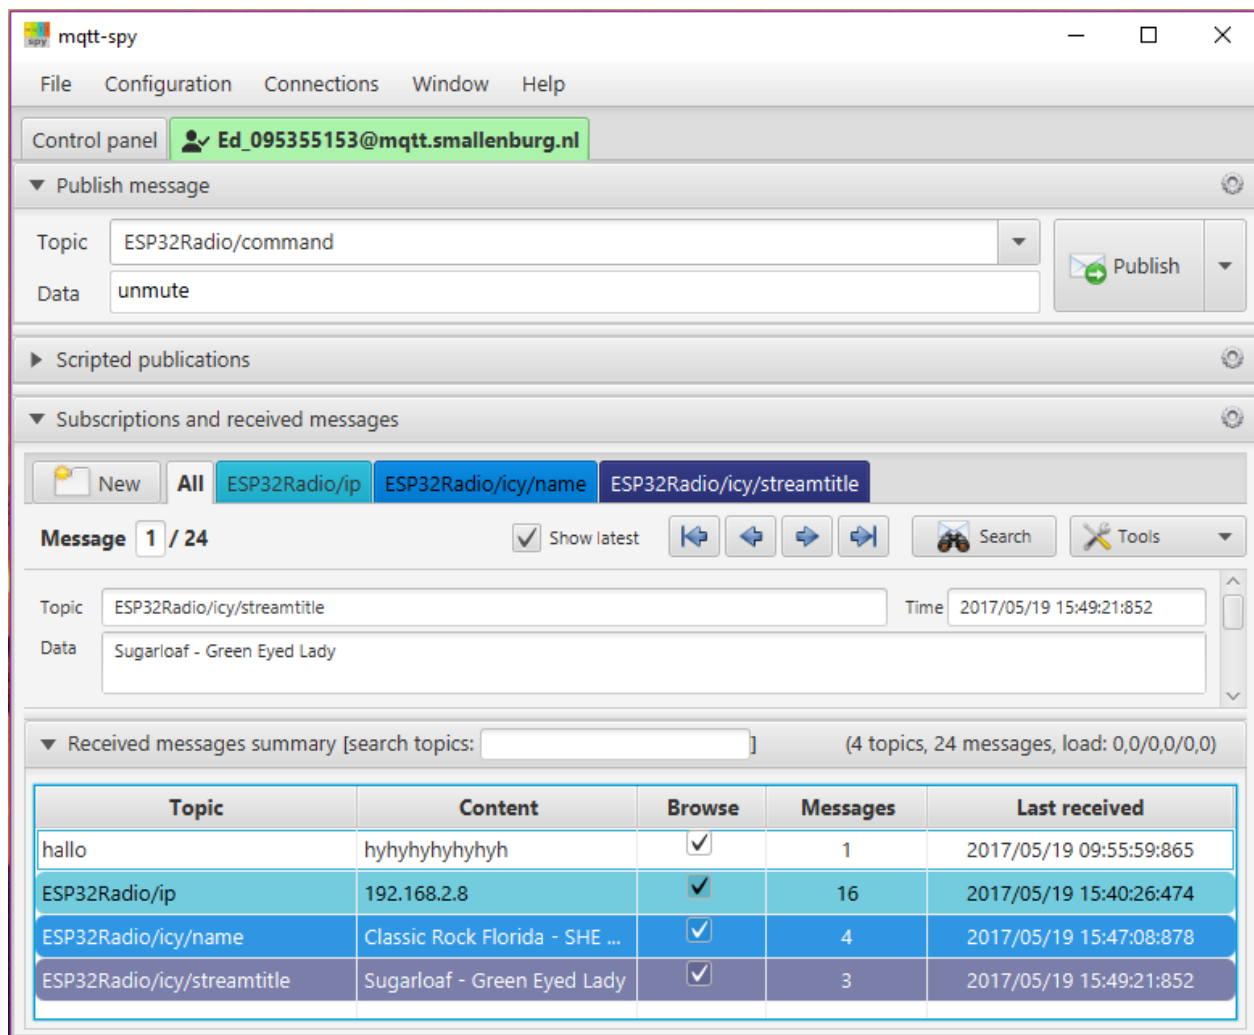 mqtt-spy
File Configuration Connections Window Help
Control panel Ed_095355153@mqtt.smallenburg.nl
Publish message
Topic ESP32Radio/command
Publish
Data unmute
Scripted publications
Subscriptions and received messages
New All ESP32Radio/ip ESP32Radio/icy/name ESP32Radio/icy/streamtitle
Message 1 / 24 Show latest Search Tools
Topic ESP32Radio/icy/streamtitle Time 2017/05/19 15:49:21:852
Data Sugarloaf - Green Eyed Lady
Received messages summary [search topics: ] (4 topics, 24 messages, load: 0,0/0,0/0,0)
Topic Content Browse Messages Last received
hallo hyhyhyhyhyhyh 1 2017/05/19 09:55:59:865
ESP32Radio/ip 192.168.2.8 16 2017/05/19 15:40:26:474
ESP32Radio/icy/name Classic Rock Florida - SHE ... 4 2017/05/19 15:47:08:878
ESP32Radio/icy/streamtitle Sugarloaf - Green Eyed Lady 3 2017/05/19 15:49:21:852